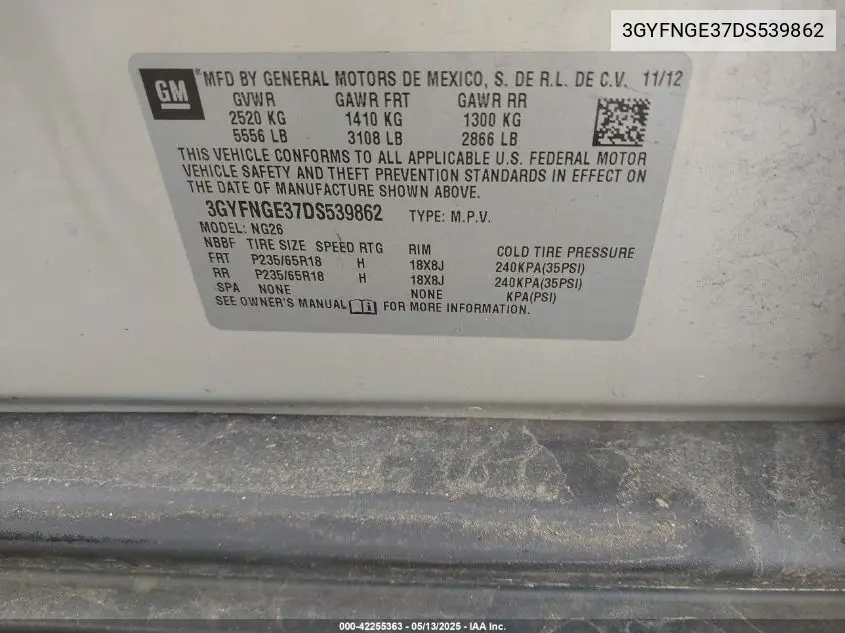 3GYFNGE37DS539862
GM
MFD BY GENERAL MOTORS DE MEXICO, S. DE R.L. DE C.V. 11/12
GVWR GAWR FRT GAWR RR
2520 KG 1410 KG 1300 KG
5556 LB 3108 LB 2866 LB
THIS VEHICLE CONFORMS TO ALL APPLICABLE U.S. FEDERAL MOTOR
VEHICLE SAFETY AND THEFT PREVENTION STANDARDS IN EFFECT ON
THE DATE OF MANUFACTURE SHOWN ABOVE.
3GYFNGE37DS539862 TYPE: M.P.V.
MODEL: NG26
NBBF TIRE SIZE SPEED RTG RIM COLD TIRE PRESSURE
FRT P235/65R18 H 18X8J 240KPA(35PSI)
RR P235/65R18 H 18X8J 240KPA(35PSI)
SPA NONE NONE KPA(PSI)
SEE OWNER'S MANUAL FOR MORE INFORMATION.
000-42255363 - 05/13/2025 - IAA Inc.